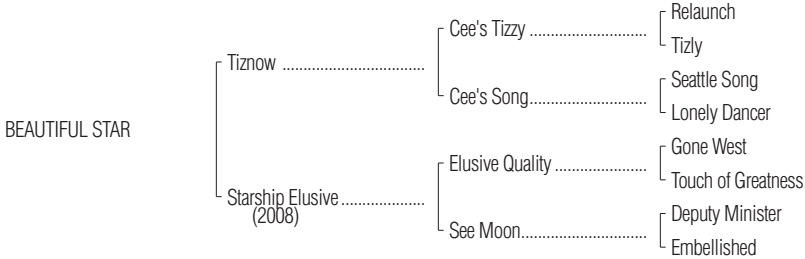 Relaunch
Cee's Tizzy ..............................
Tizly
Tiznow ....................................
Seattle Song
Cee's Song..............................
Lonely Dancer
BEAUTIFUL STAR
Gone West
Elusive Quality ........................
Touch of Greatness
Starship Elusive .....................
(2008)
Deputy Minister
See Moon................................
Embellished